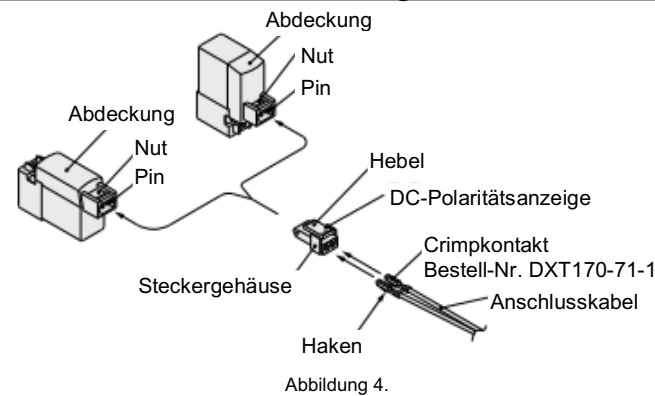 Abdeckung
Nut
Pin
Abdeckung
Nut
Pin
Hebel
DC-Polaritätsanzeige
Crimpkontakt
Bestell-Nr. DXT170-71-1
Steckergehäuse
Anschlusskabel
Haken
Abbildung 4.